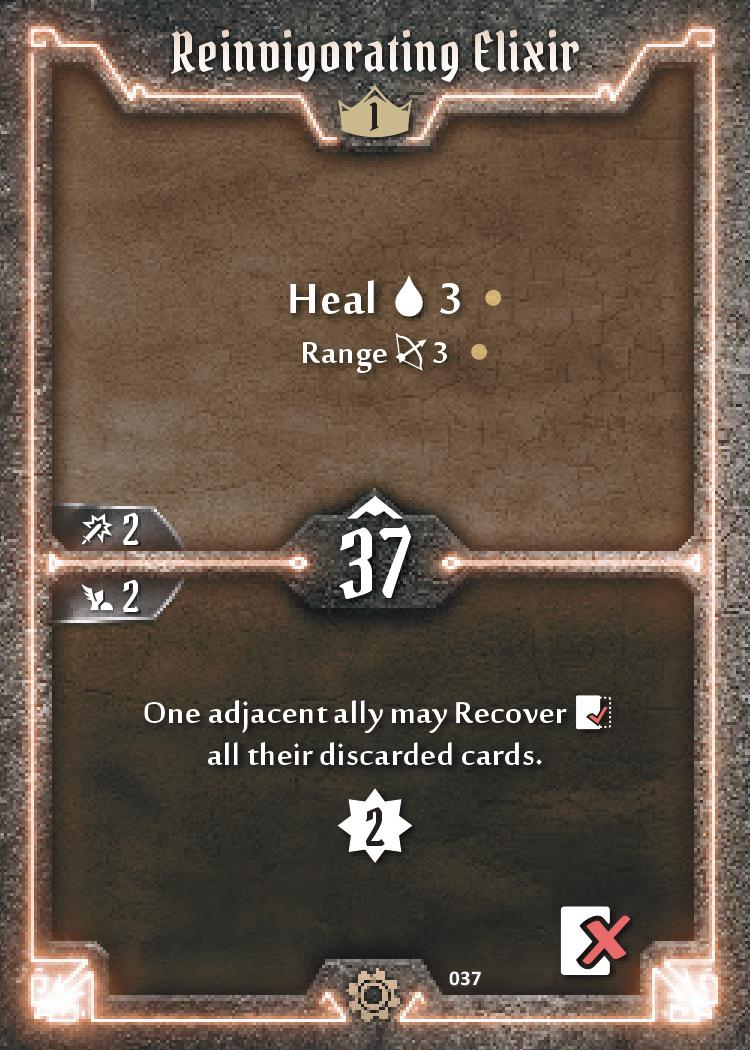 Reinvigorating Elixir
1
Heal 3
Range 3
2
37
2
One adjacent ally may Recover
all their discarded cards.
2
037